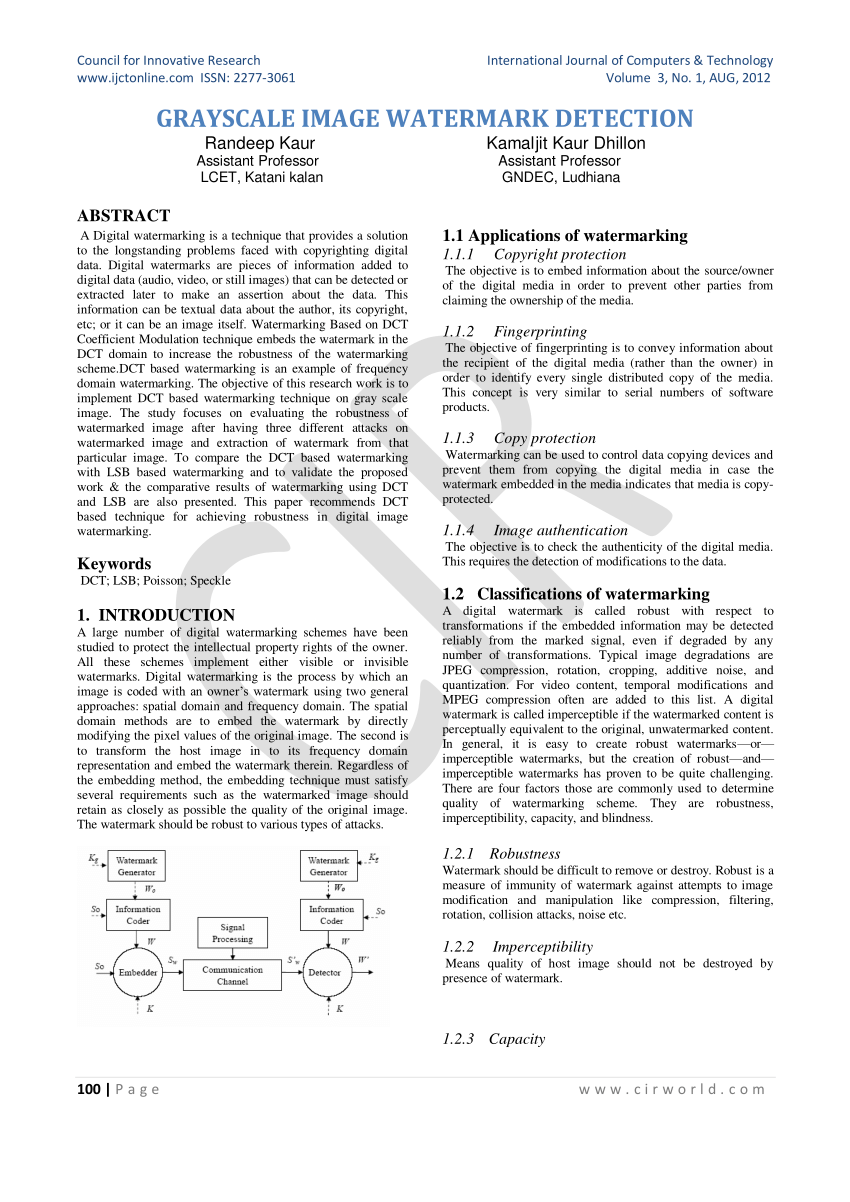 Council for Innovative Research
www.ijctonline.com ISSN: 2277-3061
International Journal of Computers & Technology
Volume 3, No. 1, AUG, 2012
GRAYSCALE IMAGE WATERMARK DETECTION
Randeep Kaur
Assistant Professor
LCET, Katani kalan
Kamaljit Kaur Dhillon
Assistant Professor
GNDEC, Ludhiana
ABSTRACT
A Digital watermarking is a technique that provides a solution
to the longstanding problems faced with copyrighting digital
data. Digital watermarks are pieces of information added to
digital data (audio, video, or still images) that can be detected or
extracted later to make an assertion about the data. This
information can be textual data about the author, its copyright,
etc; or it can be an image itself. Watermarking Based on DCT
Coefficient Modulation technique embeds the watermark in the
DCT domain to increase the robustness of the watermarking
scheme.DCT based watermarking is an example of frequency
domain watermarking. The objective of this research work is to
implement DCT based watermarking technique on gray scale
image. The study focuses on evaluating the robustness of
watermarked image after having three different attacks on
watermarked image and extraction of watermark from that
particular image. To compare the DCT based watermarking
with LSB based watermarking and to validate the proposed
work & the comparative results of watermarking using DCT
and LSB are also presented. This paper recommends DCT
based technique for achieving robustness in digital image
watermarking.
Keywords
DCT; LSB; Poisson; Speckle
1. INTRODUCTION
A large number of digital watermarking schemes have been
studied to protect the intellectual property rights of the owner.
All these schemes implement either visible or invisible
watermarks. Digital watermarking is the process by which an
image is coded with an owner's watermark using two general
approaches: spatial domain and frequency domain. The spatial
domain methods are to embed the watermark by directly
modifying the pixel values of the original image. The second is
to transform the host image in to its frequency domain
representation and embed the watermark therein. Regardless of
the embedding method, the embedding technique must satisfy
several requirements such as the watermarked image should
retain as closely as possible the quality of the original image.
The watermark should be robust to various types of attacks.
Kg
Watermark
Generator
Wo
So
Information
Coder
W
So
Embedder
Sw
K
Signal
Processing
Communication
Channel
S'w
Watermark
Generator
Kg
Wo
Information
Coder
So
W
Detector
W'
K
1.1 Applications of watermarking
1.1.1 Copyright protection
The objective is to embed information about the source/owner
of the digital media in order to prevent other parties from
claiming the ownership of the media.
1.1.2 Fingerprinting
The objective of fingerprinting is to convey information about
the recipient of the digital media (rather than the owner) in
order to identify every single distributed copy of the media.
This concept is very similar to serial numbers of software
products.
1.1.3 Copy protection
Watermarking can be used to control data copying devices and
prevent them from copying the digital media in case the
watermark embedded in the media indicates that media is copy-
protected.
1.1.4 Image authentication
The objective is to check the authenticity of the digital media.
This requires the detection of modifications to the data.
1.2 Classifications of watermarking
A digital watermark is called robust with respect to
transformations if the embedded information may be detected
reliably from the marked signal, even if degraded by any
number of transformations. Typical image degradations are
JPEG compression, rotation, cropping, additive noise, and
quantization. For video content, temporal modifications and
MPEG compression often are added to this list. A digital
watermark is called imperceptible if the watermarked content is
perceptually equivalent to the original, unwatermarked content.
In general, it is easy to create robust watermarks—or—
imperceptible watermarks, but the creation of robust—and—
imperceptible watermarks has proven to be quite challenging.
There are four factors those are commonly used to determine
quality of watermarking scheme. They are robustness,
imperceptibility, capacity, and blindness.
1.2.1 Robustness
Watermark should be difficult to remove or destroy. Robust is a
measure of immunity of watermark against attempts to image
modification and manipulation like compression, filtering,
rotation, collision attacks, noise etc.
1.2.2 Imperceptibility
Means quality of host image should not be destroyed by
presence of watermark.
1.2.3 Capacity
CIR
100 | Page
www.cirworld.com